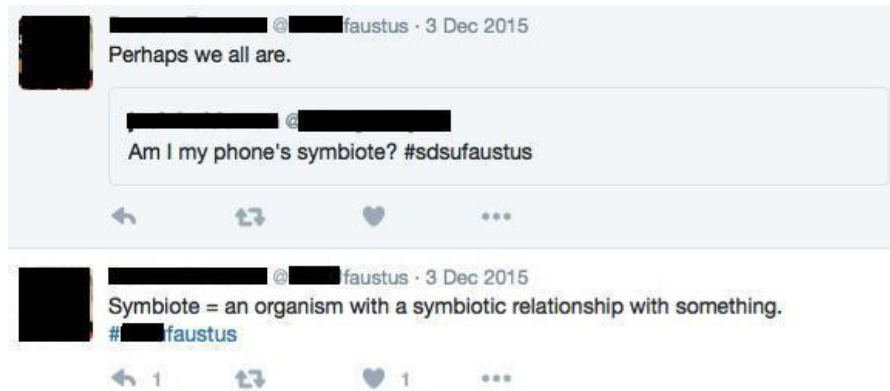 @ faustus · 3 Dec 2015
Perhaps we all are.
@
Am I my phone's symbiote? #sdsufaustus
@ faustus · 3 Dec 2015
Symbiote = an organism with a symbiotic relationship with something.
# faustus
1 1